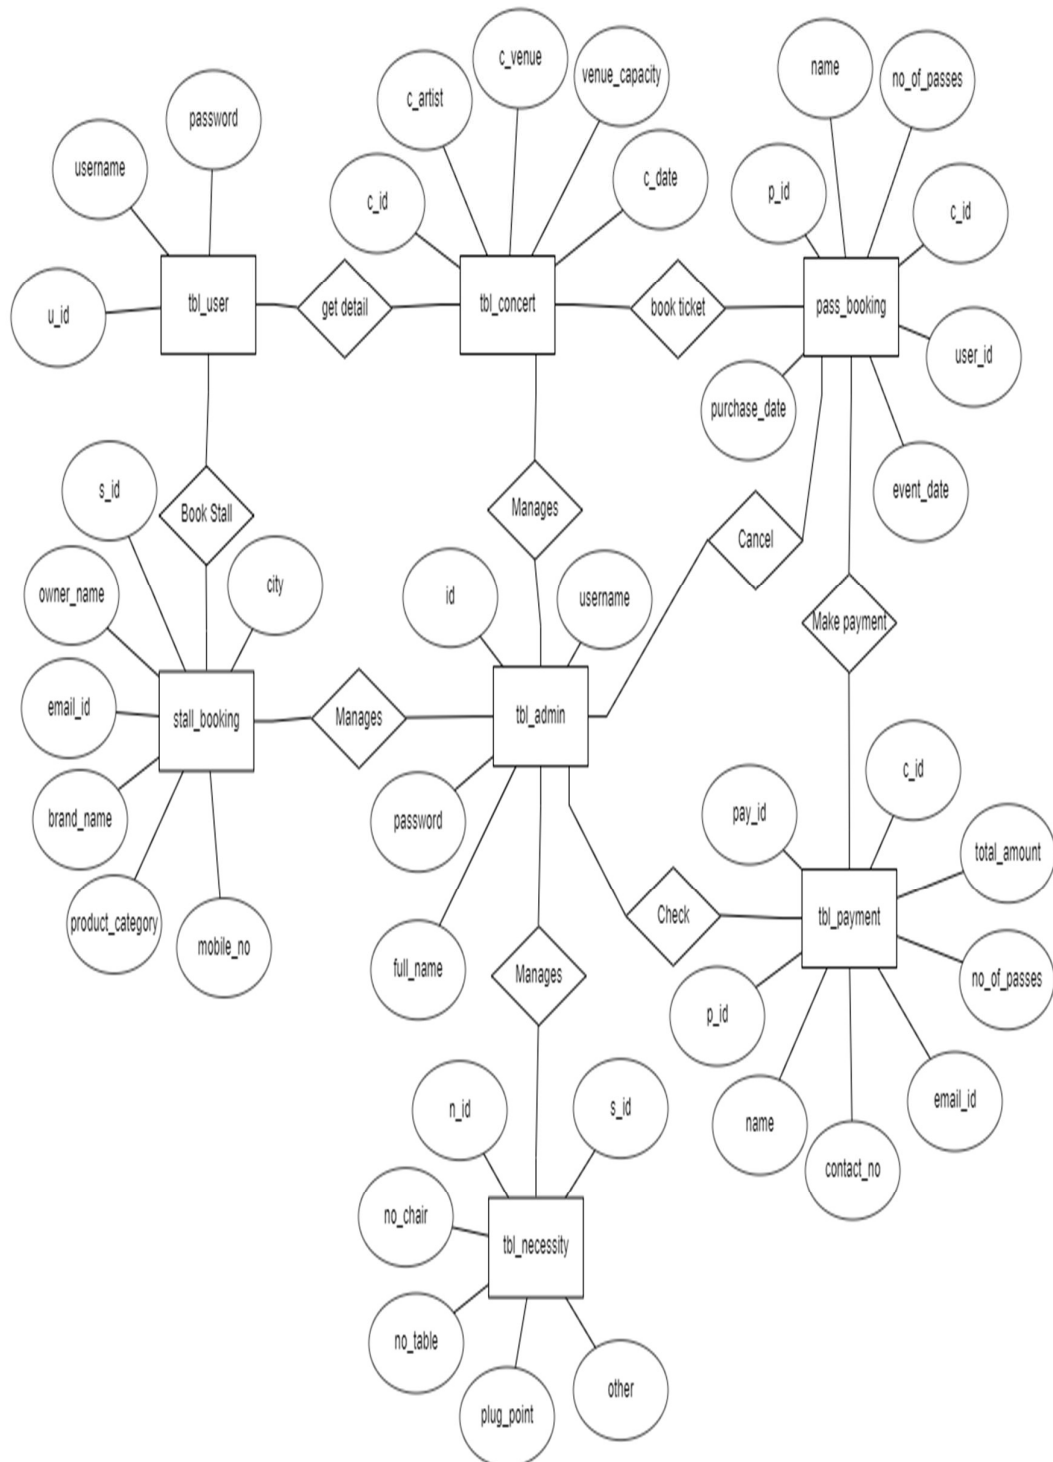 c_venue
name
venue_capacity
no_of_passes
c_artist
password
username
c_date
p_id
c_id
c_id
tbl_user
get detail
tbl_concert
book ticket
pass_booking
u_id
user_id
purchase_date
s_id
event_date
Book Stall
Manages
Cancel
owner_name
city
id
username
Make payment
email_id
stall_booking
Manages
tbl_admin
c_id
brand_name
password
pay_id
total_amount
product_category
mobile_no
Check
tbl_payment
full_name
Manages
no_of_passes
p_id
n_id
s_id
name
email_id
contact_no
no_chair
tbl_necessity
no_table
plug_point
other